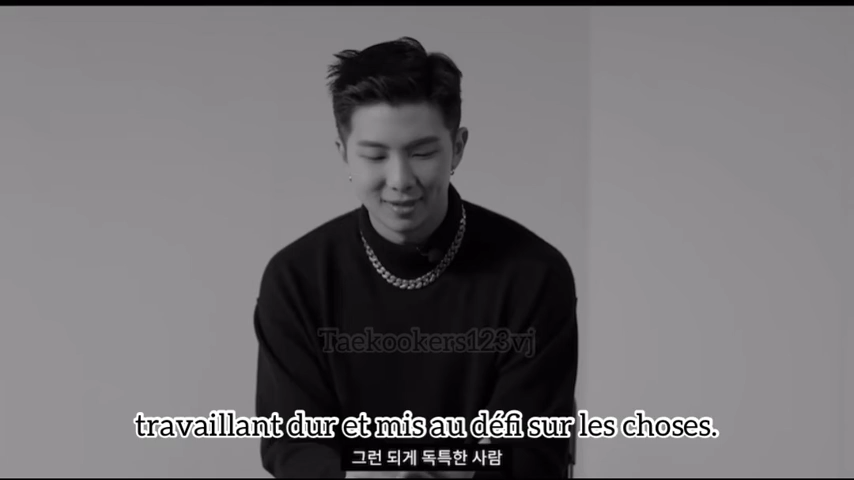 Taekookers123vj
travaillant dur et mis au défi sur les choses.
그런 되게 독특한 사람